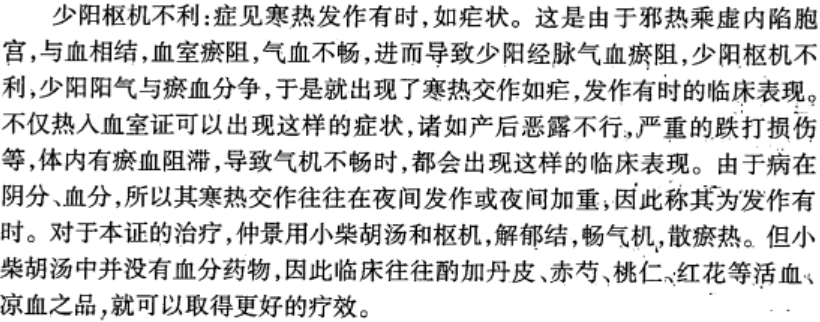 少阳枢机不利:症见寒热发作有时,如疟状。这是由于邪热乘虚内陷胞
宫,与血相结,血室瘀阻,气血不畅,进而导致少阳经脉气血瘀阻,少阳枢机不
利,少阳阳气与瘀血分争,于是就出现了寒热交作如疟,发作有时的临床表现。
不仅热入血室证可以出现这样的症状,诸如产后恶露不行,严重的跌打损伤
等,体内有瘀血阻滞,导致气机不畅时,都会出现这样的临床表现。由于病在
阴分、血分,所以其寒热交作往往在夜间发作或夜间加重,因此称其为发作有
时。对于本证的治疗,仲景用小柴胡汤和枢机,解郁结,畅气机,散瘀热。但小
柴胡汤中并没有血分药物,因此临床往往酌加丹皮、赤芍、桃仁、红花等活血、
凉血之品,就可以取得更好的疗效。